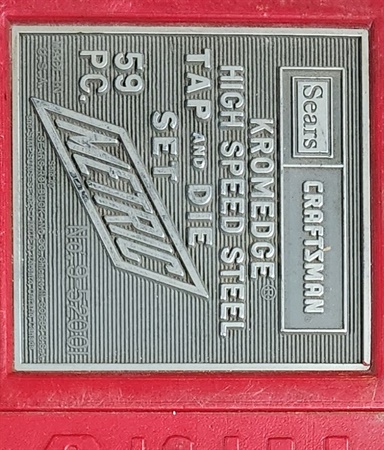 Sears CRAFTSMAN
KROMEDGE®
HIGH SPEED STEEL
TAP AND DIE
SET
59
PC.
METRIC
NO. 9-52001